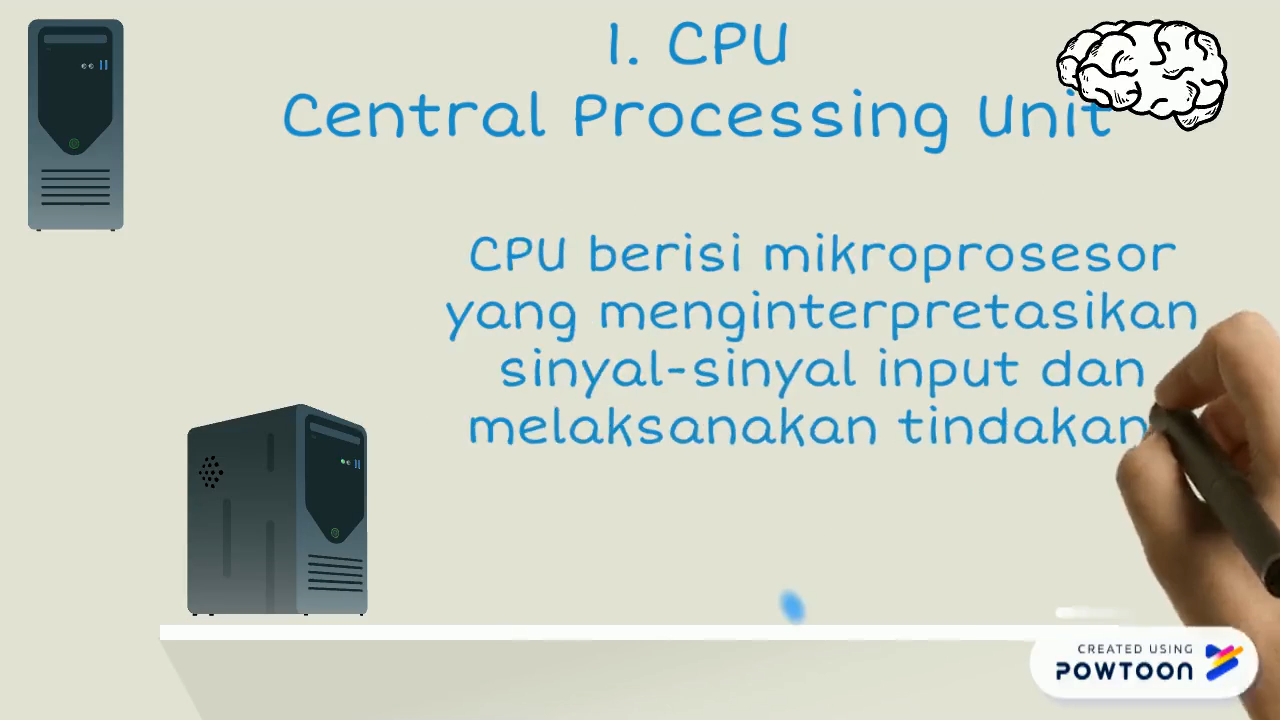 1. CPU
Central Processing Unit
CPU berisi mikroprosesor
yang menginterpretasikan
sinyal-sinyal input dan
melaksanakan tindakan
CREATED USING
POWTOON